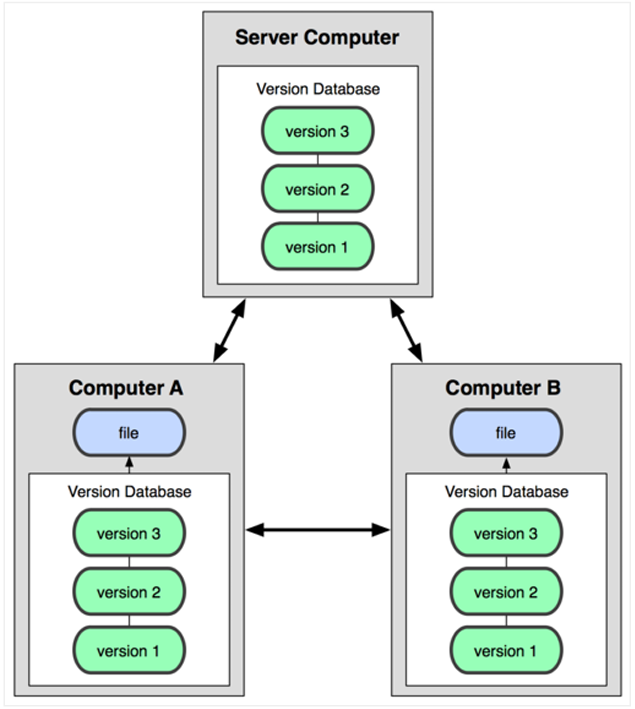 Server Computer
Version Database
version 3
version 2
version 1
Computer A
file
Version Database
version 3
version 2
version 1
Computer B
file
Version Database
version 3
version 2
version 1